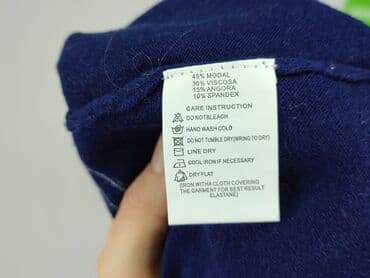 45% MODAL
30% VISCOSA
15% ANGORA
10% SPANDEX
CARE INSTRUCTION
DO NOTBLEACH
HAND WASH COLD
DO NOT TUMBLE DRY(WRING TO DRY)
LINE DRY
COOL IRON IF NECESSARY
DRY FLAT
(IRON WITHA CLOTH COVERING
THE GARMENT FOR BEST RESULT
ELASTANE)